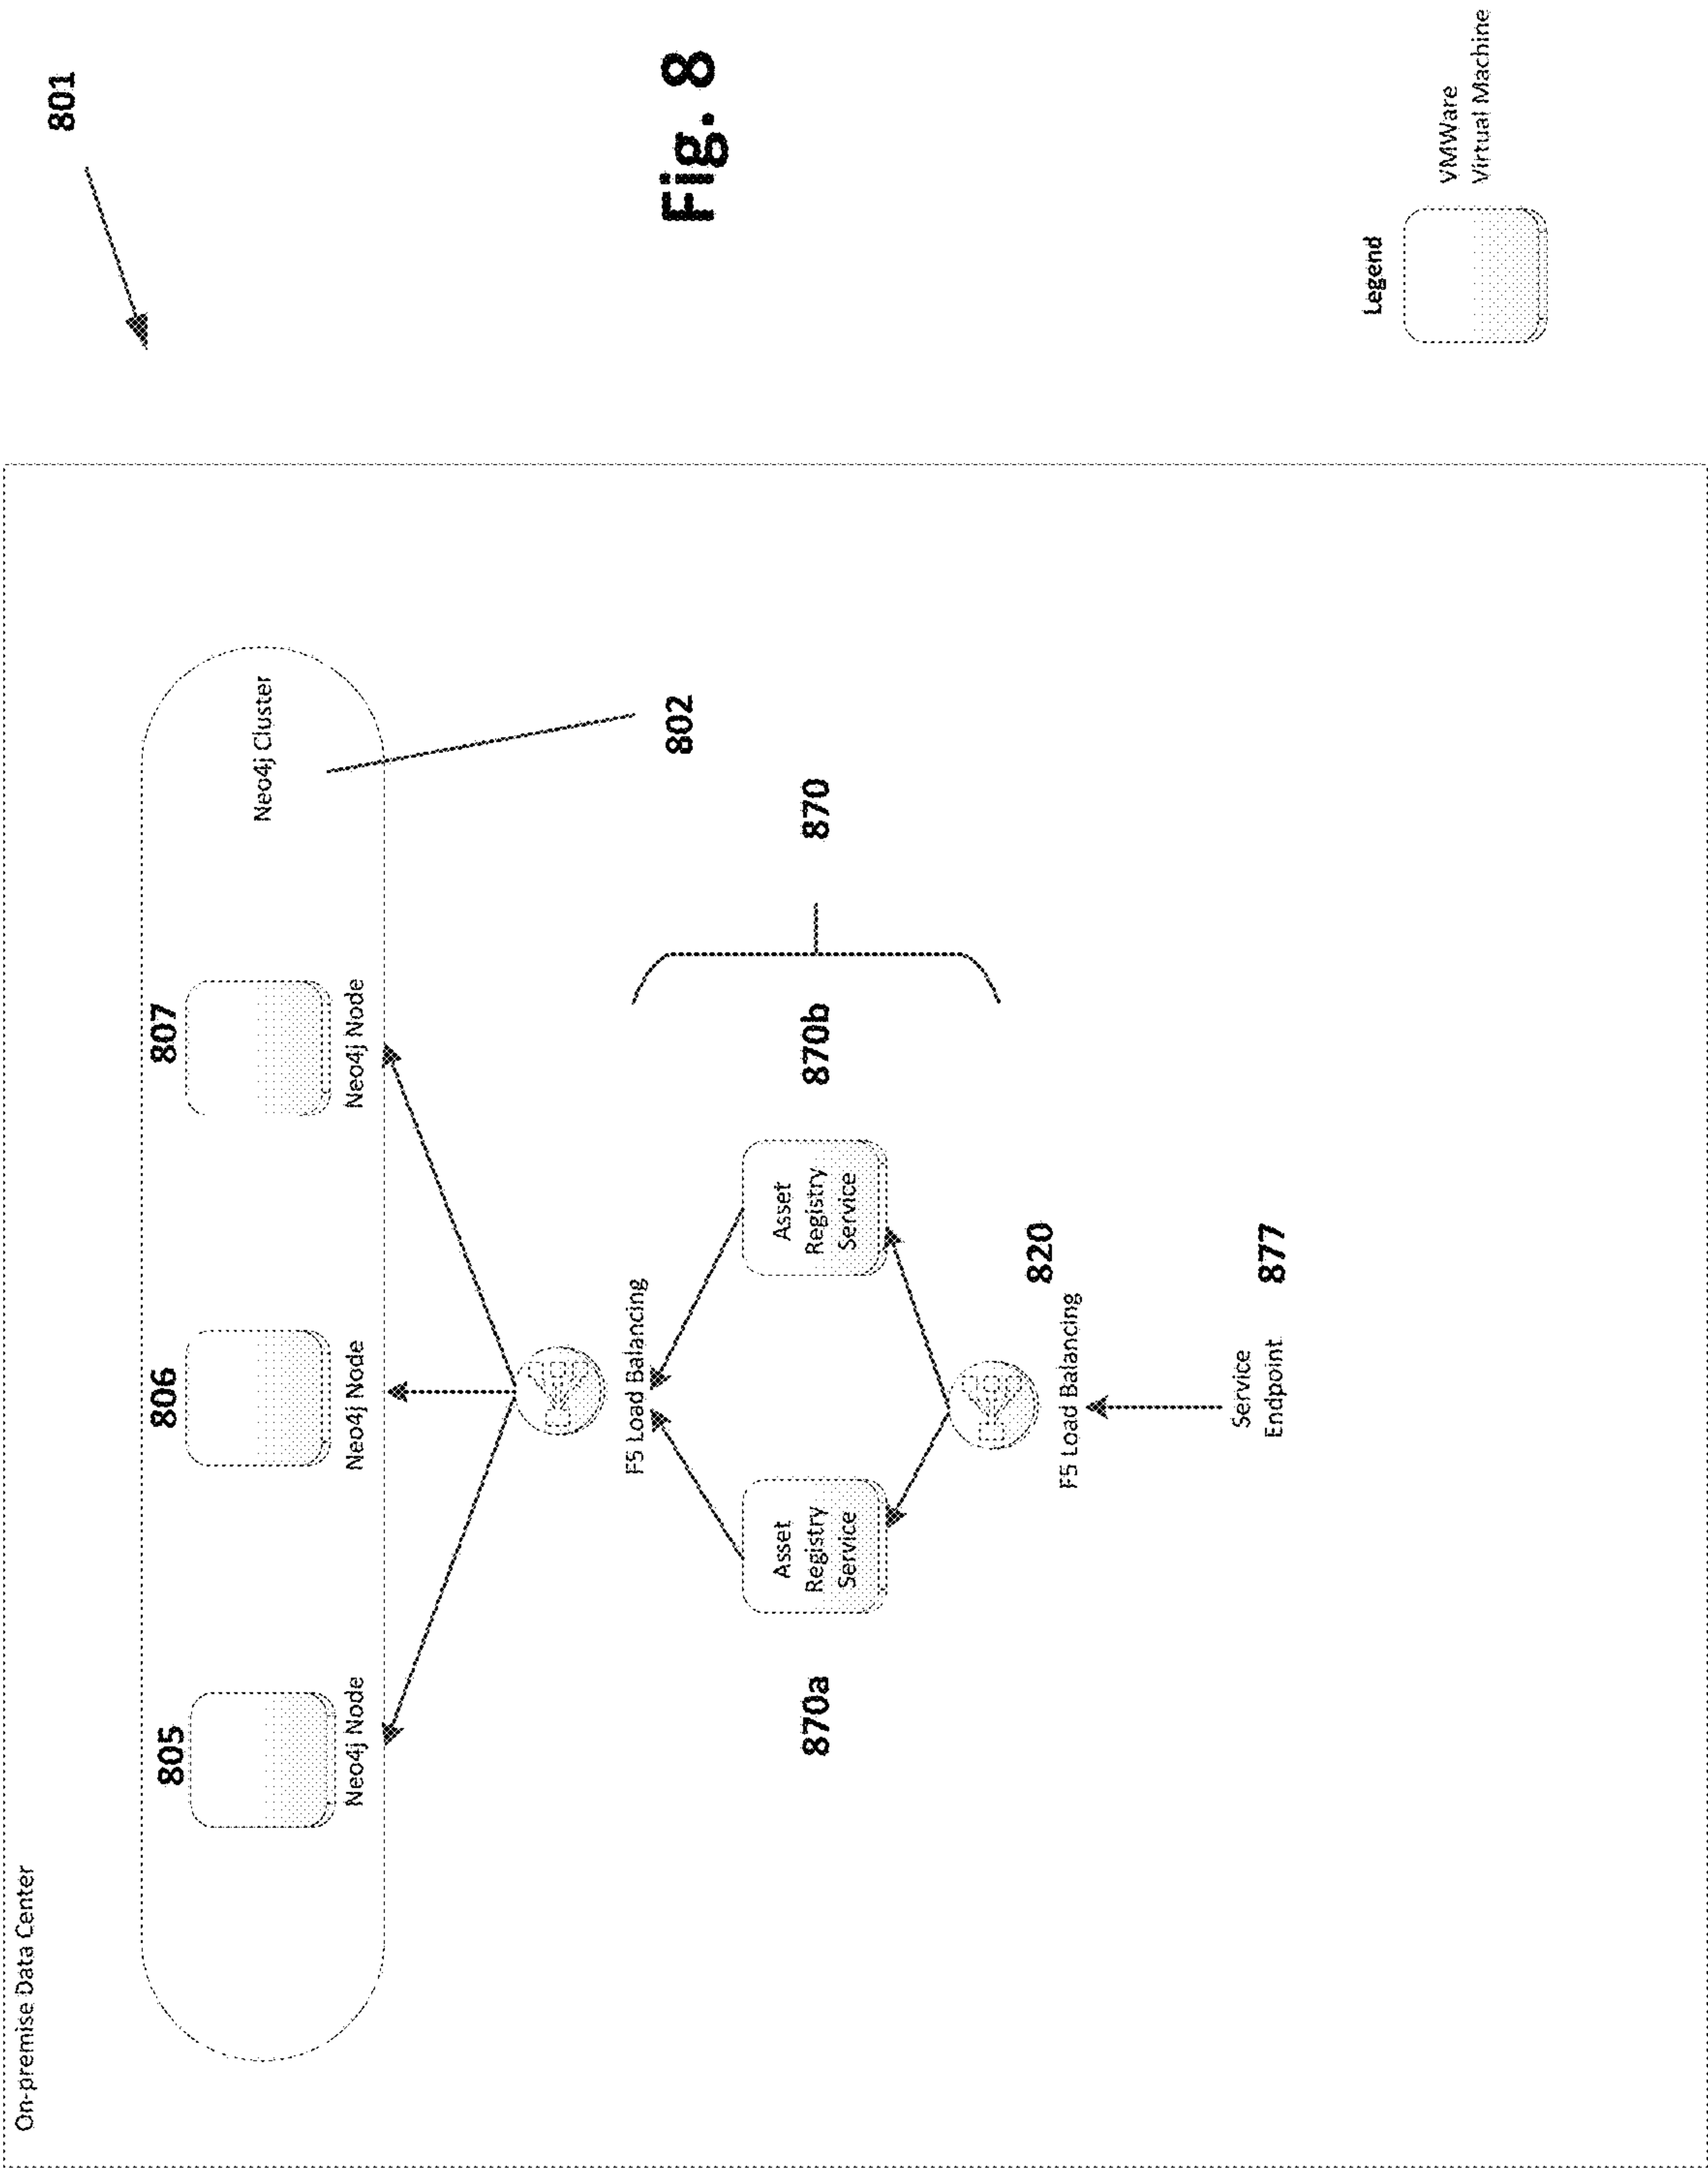 On-premise Data Center
801
805
806
807
Neo4j Node
Neo4j Node
Neo4j Node
Neo4j Cluster
802
F5 Load Balancing
Fig. 8
870a
Asset
Registry
Service
Asset
Registry
Service
870b
870
F5 Load Balancing
820
Service
Endpoint
877
Legend
VMWare
Virtual Machine